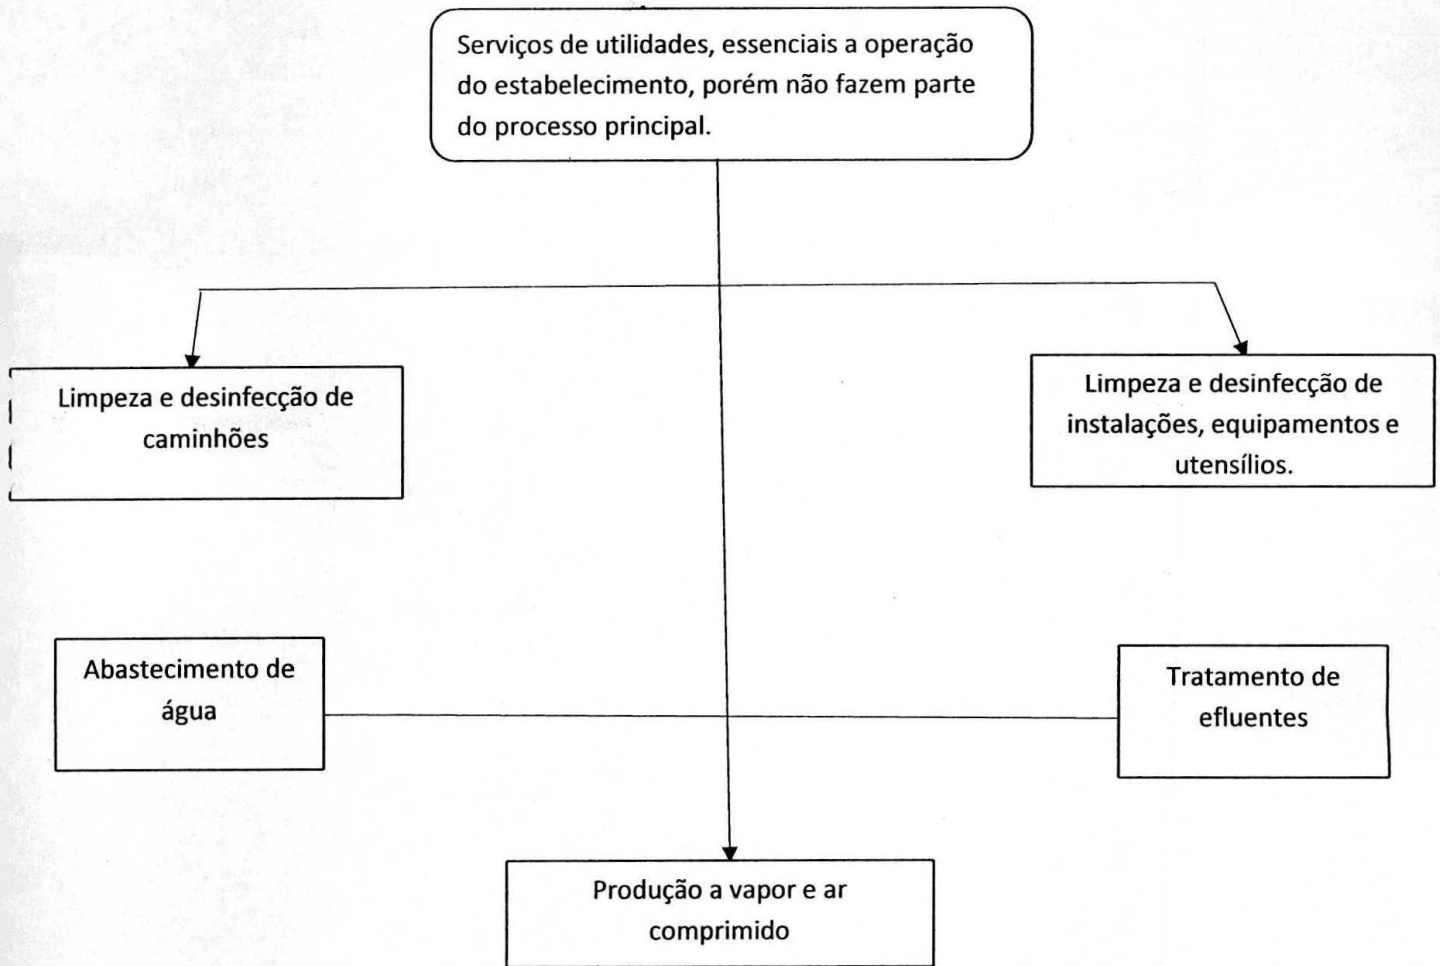 Serviços de utilidades, essenciais a operação
do estabelecimento, porém não fazem parte
do processo principal.
Limpeza e desinfecção de
caminhões
Limpeza e desinfecção de
instalações, equipamentos e
utensílios.
Abastecimento de
água
Tratamento de
efluentes
Produção a vapor e ar
comprimido